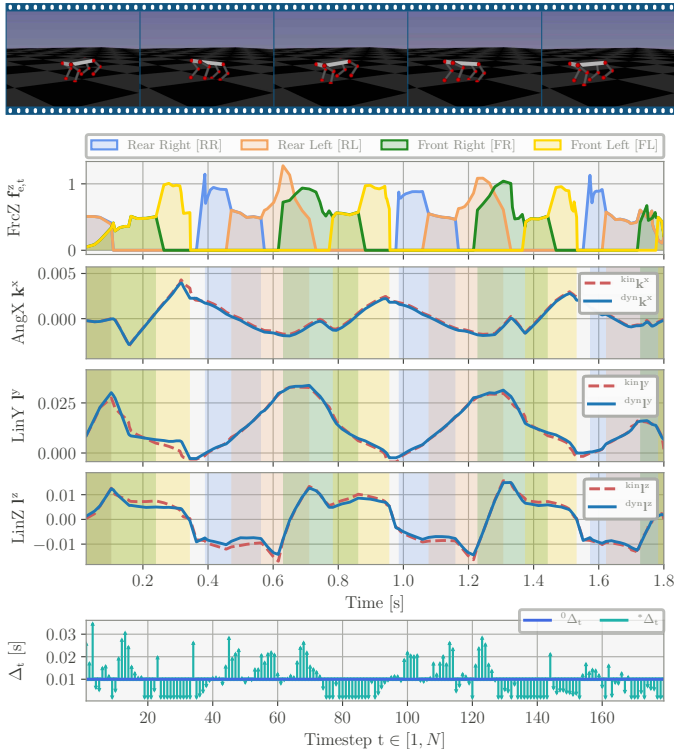 Rear Right [RR] Rear Left [RL] Front Right [FR] Front Left [FL]
FrcZ f^z_{e,t}
1
0
AngX k^x
0.005
0.000
kin k^x
dyn k^x
LinY l^y
0.025
0.000
kin l^y
dyn l^y
LinZ l^z
0.01
0.00
−0.01
kin l^z
dyn l^z
0.2 0.4 0.6 0.8 1.0 1.2 1.4 1.6 1.8
Time [s]
0Δt *Δt
Δt [s]
0.03
0.02
0.01
20 40 60 80 100 120 140 160
Timestep t ∈ [1, N]